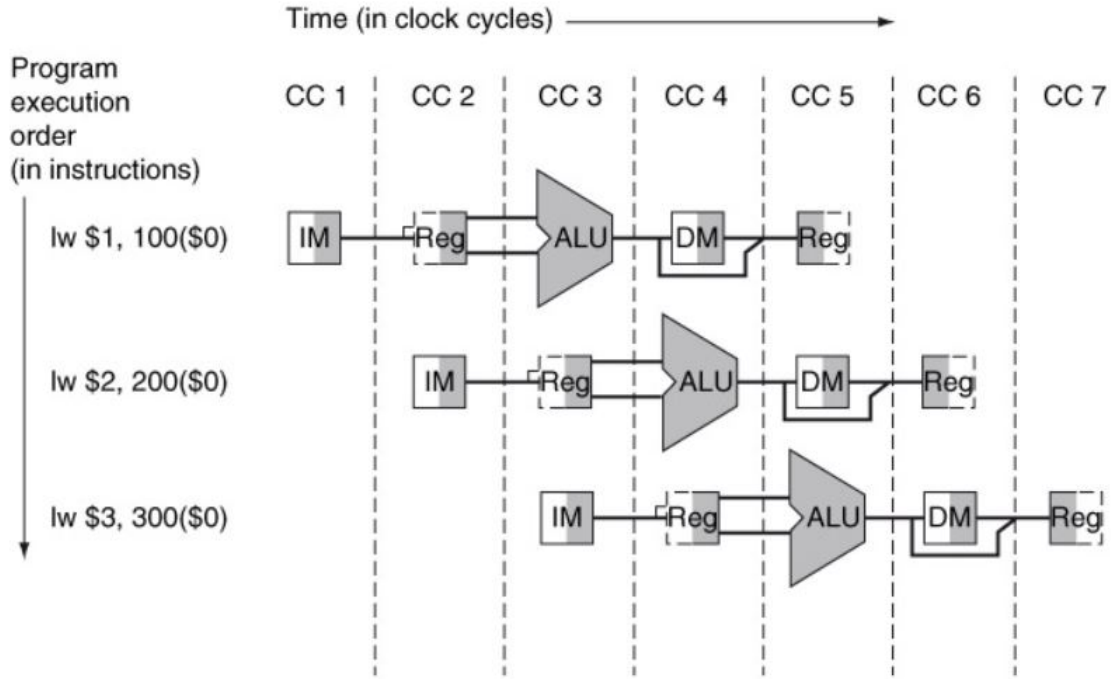 Time (in clock cycles)
Program
execution
order
(in instructions)
CC 1 CC 2 CC 3 CC 4 CC 5 CC 6 CC 7
lw $1, 100($0) IM Reg ALU DM Reg
lw $2, 200($0) IM Reg ALU DM Reg
lw $3, 300($0) IM Reg ALU DM Reg